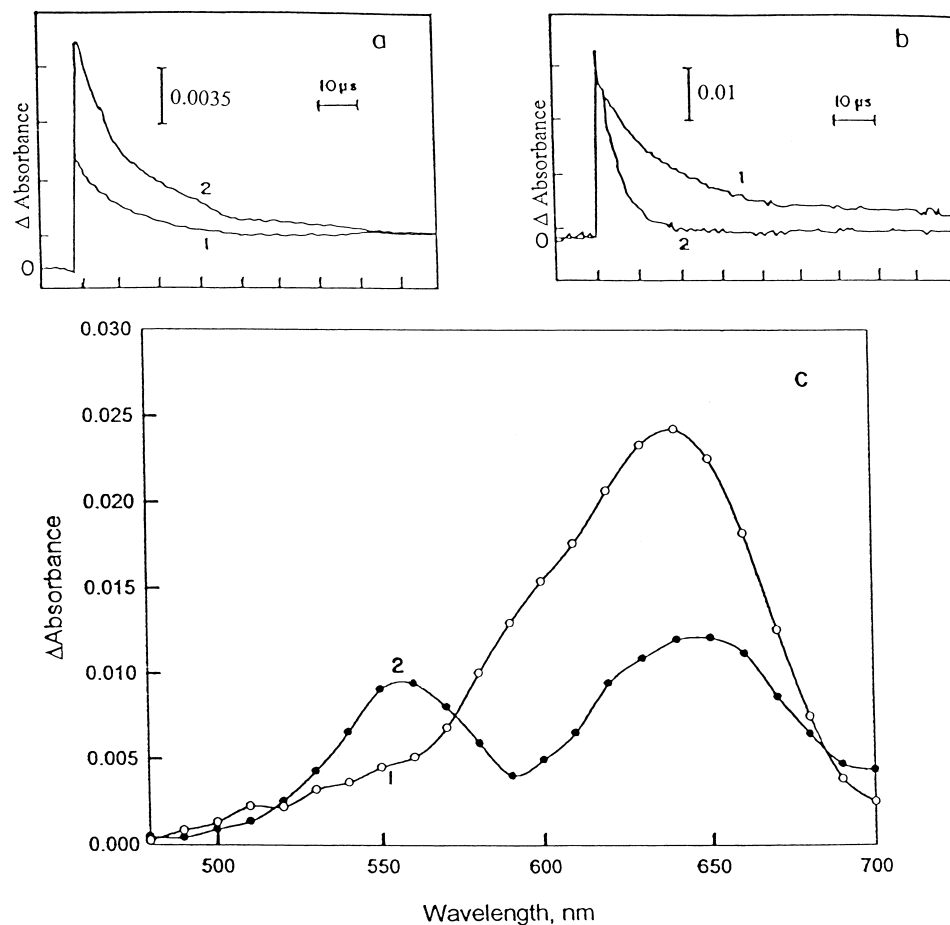 a
0.0035
10 μs
Δ Absorbance
2
1
O
b
0.01
10 μs
Δ Absorbance
1
2
O
c
0.030
0.025
0.020
0.015
0.010
0.005
0.000
ΔAbsorbance
2
1
500 550 600 650 700
Wavelength, nm